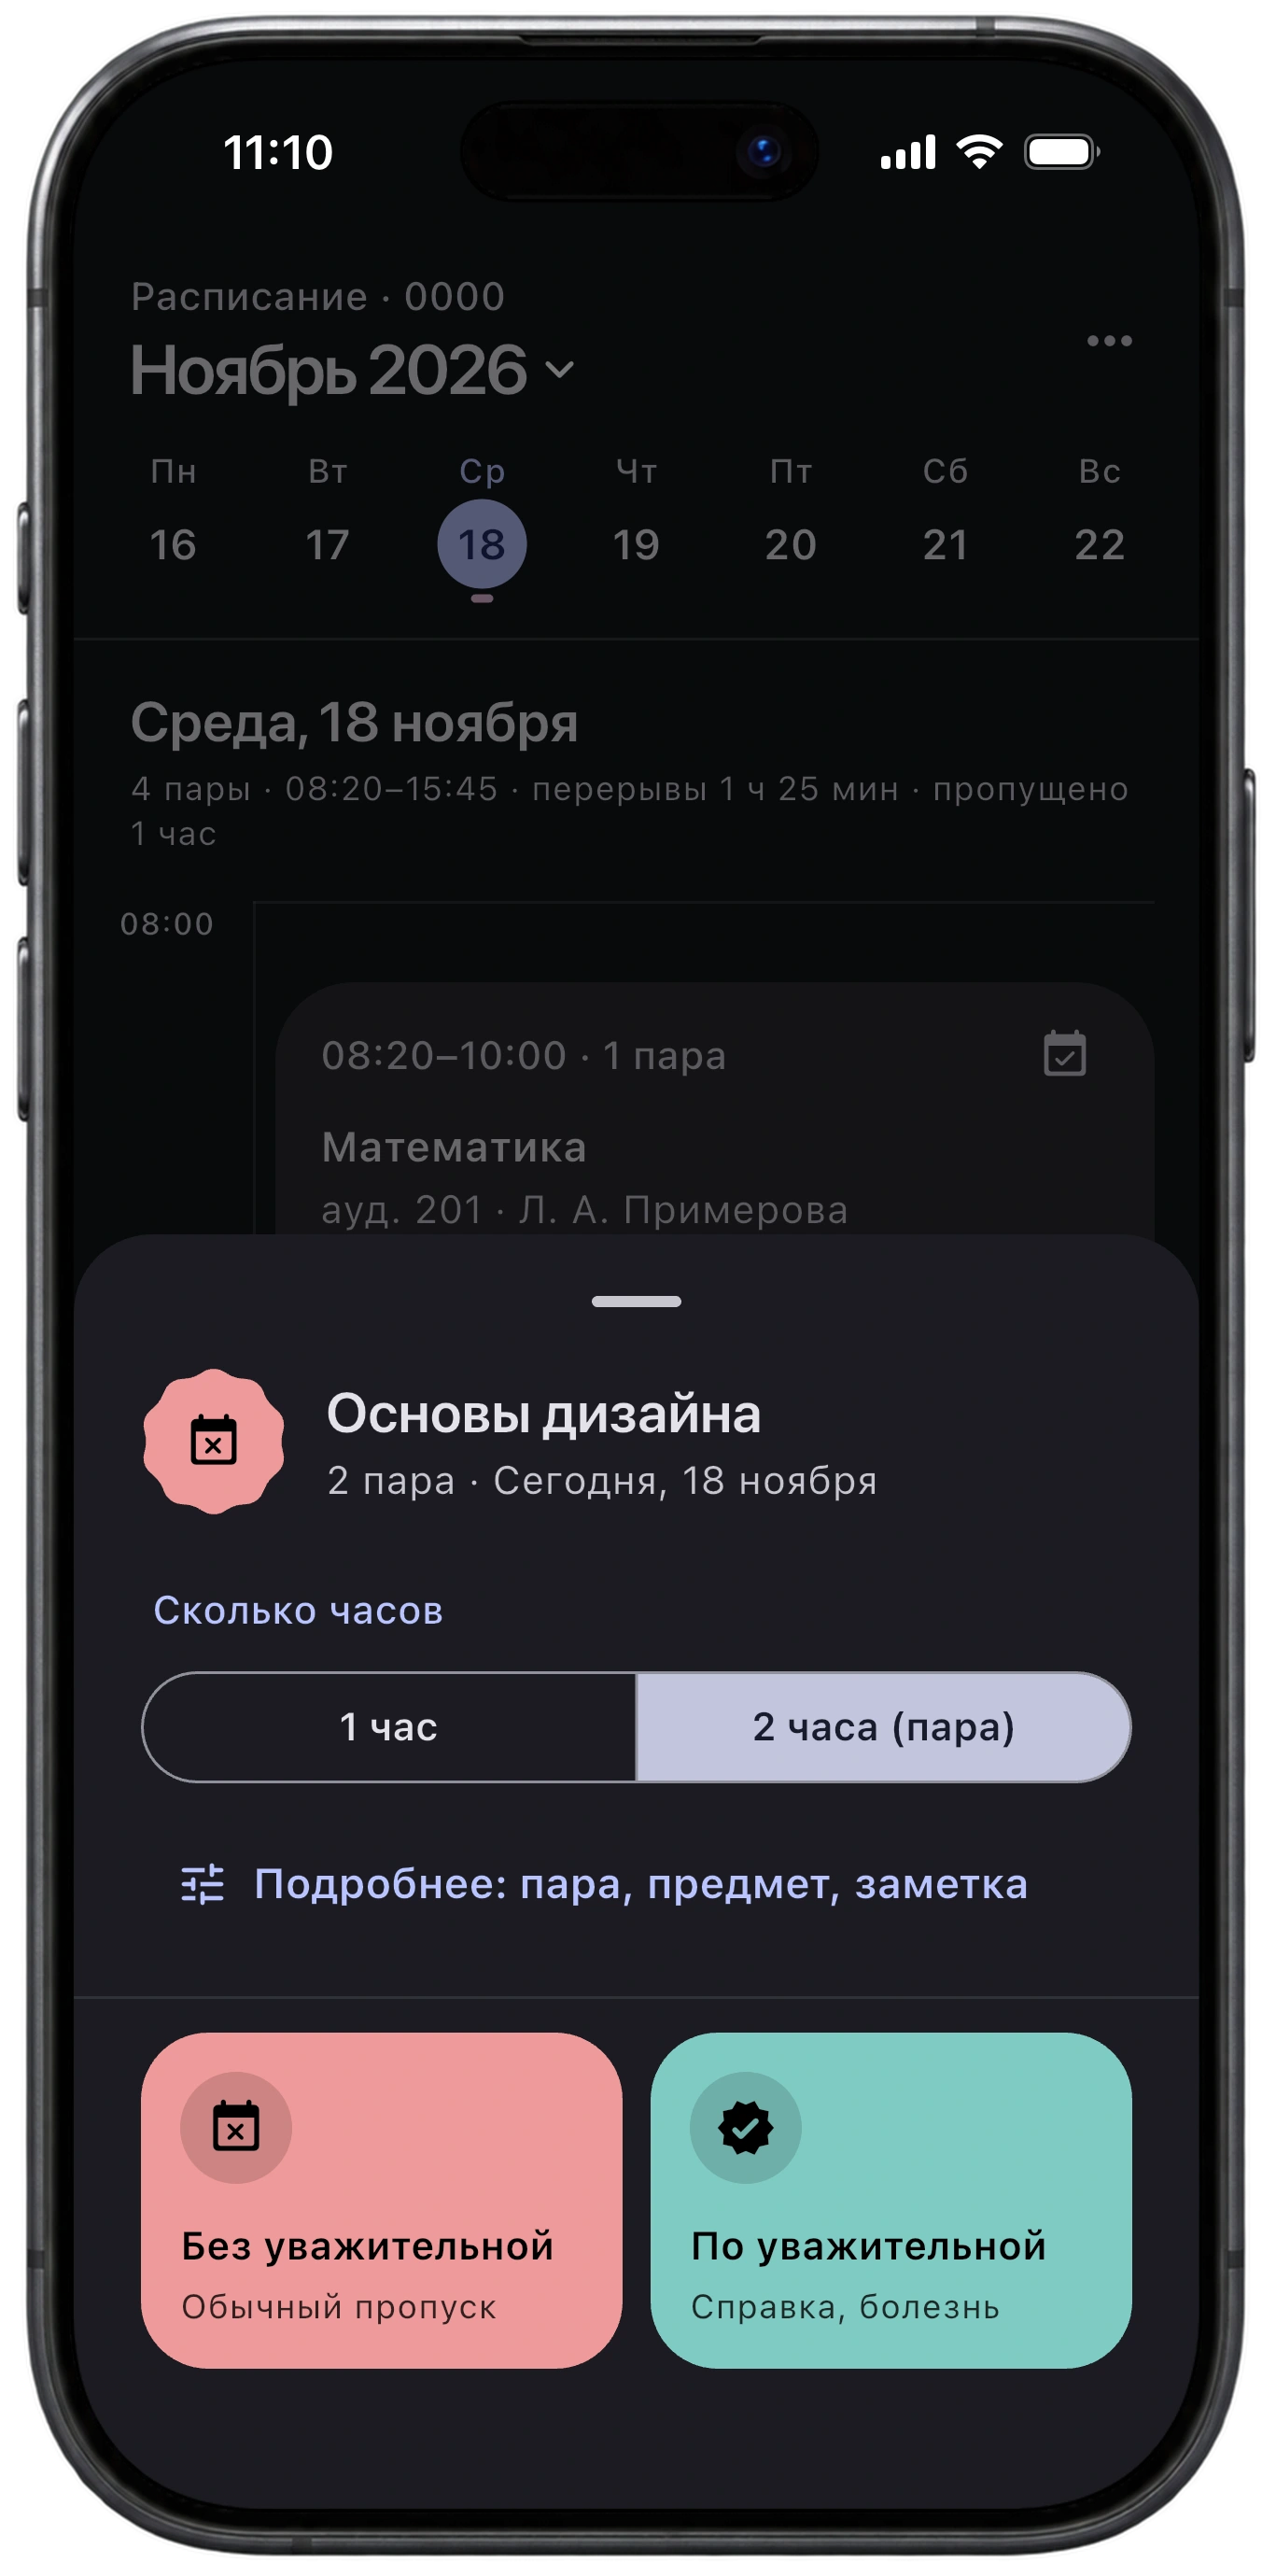 11:10
Расписание · 0000
Ноябрь 2026
Пн Вт Ср Чт Пт Сб Вс
16 17 18 19 20 21 22
Среда, 18 ноября
4 пары · 08:20–15:45 · перерывы 1 ч 25 мин · пропущено
1 час
08:00
08:20–10:00 · 1 пара
Математика
ауд. 201 · Л. А. Примерова
Основы дизайна
2 пара · Сегодня, 18 ноября
Сколько часов
1 час
2 часа (пара)
Подробнее: пара, предмет, заметка
Без уважительной
Обычный пропуск
По уважительной
Справка, болезнь